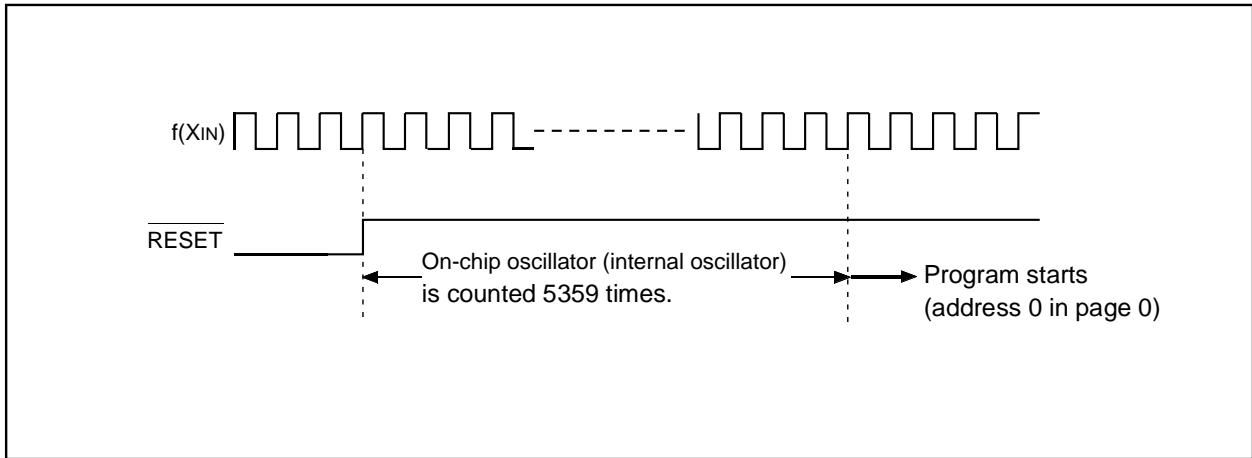 f(XIN)
RESET
On-chip oscillator (internal oscillator)
is counted 5359 times.
Program starts
(address 0 in page 0)